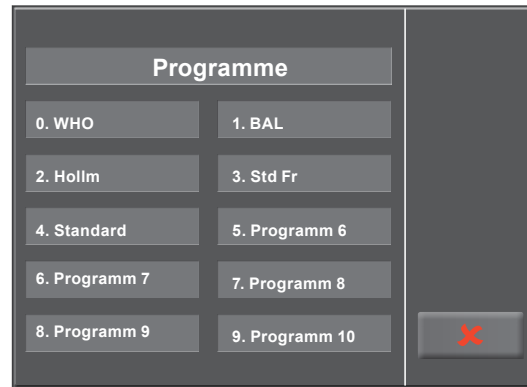 Programme
0. WHO
1. BAL
2. Hollm
3. Std Fr
4. Standard
5. Programm 6
6. Programm 7
7. Programm 8
8. Programm 9
9. Programm 10